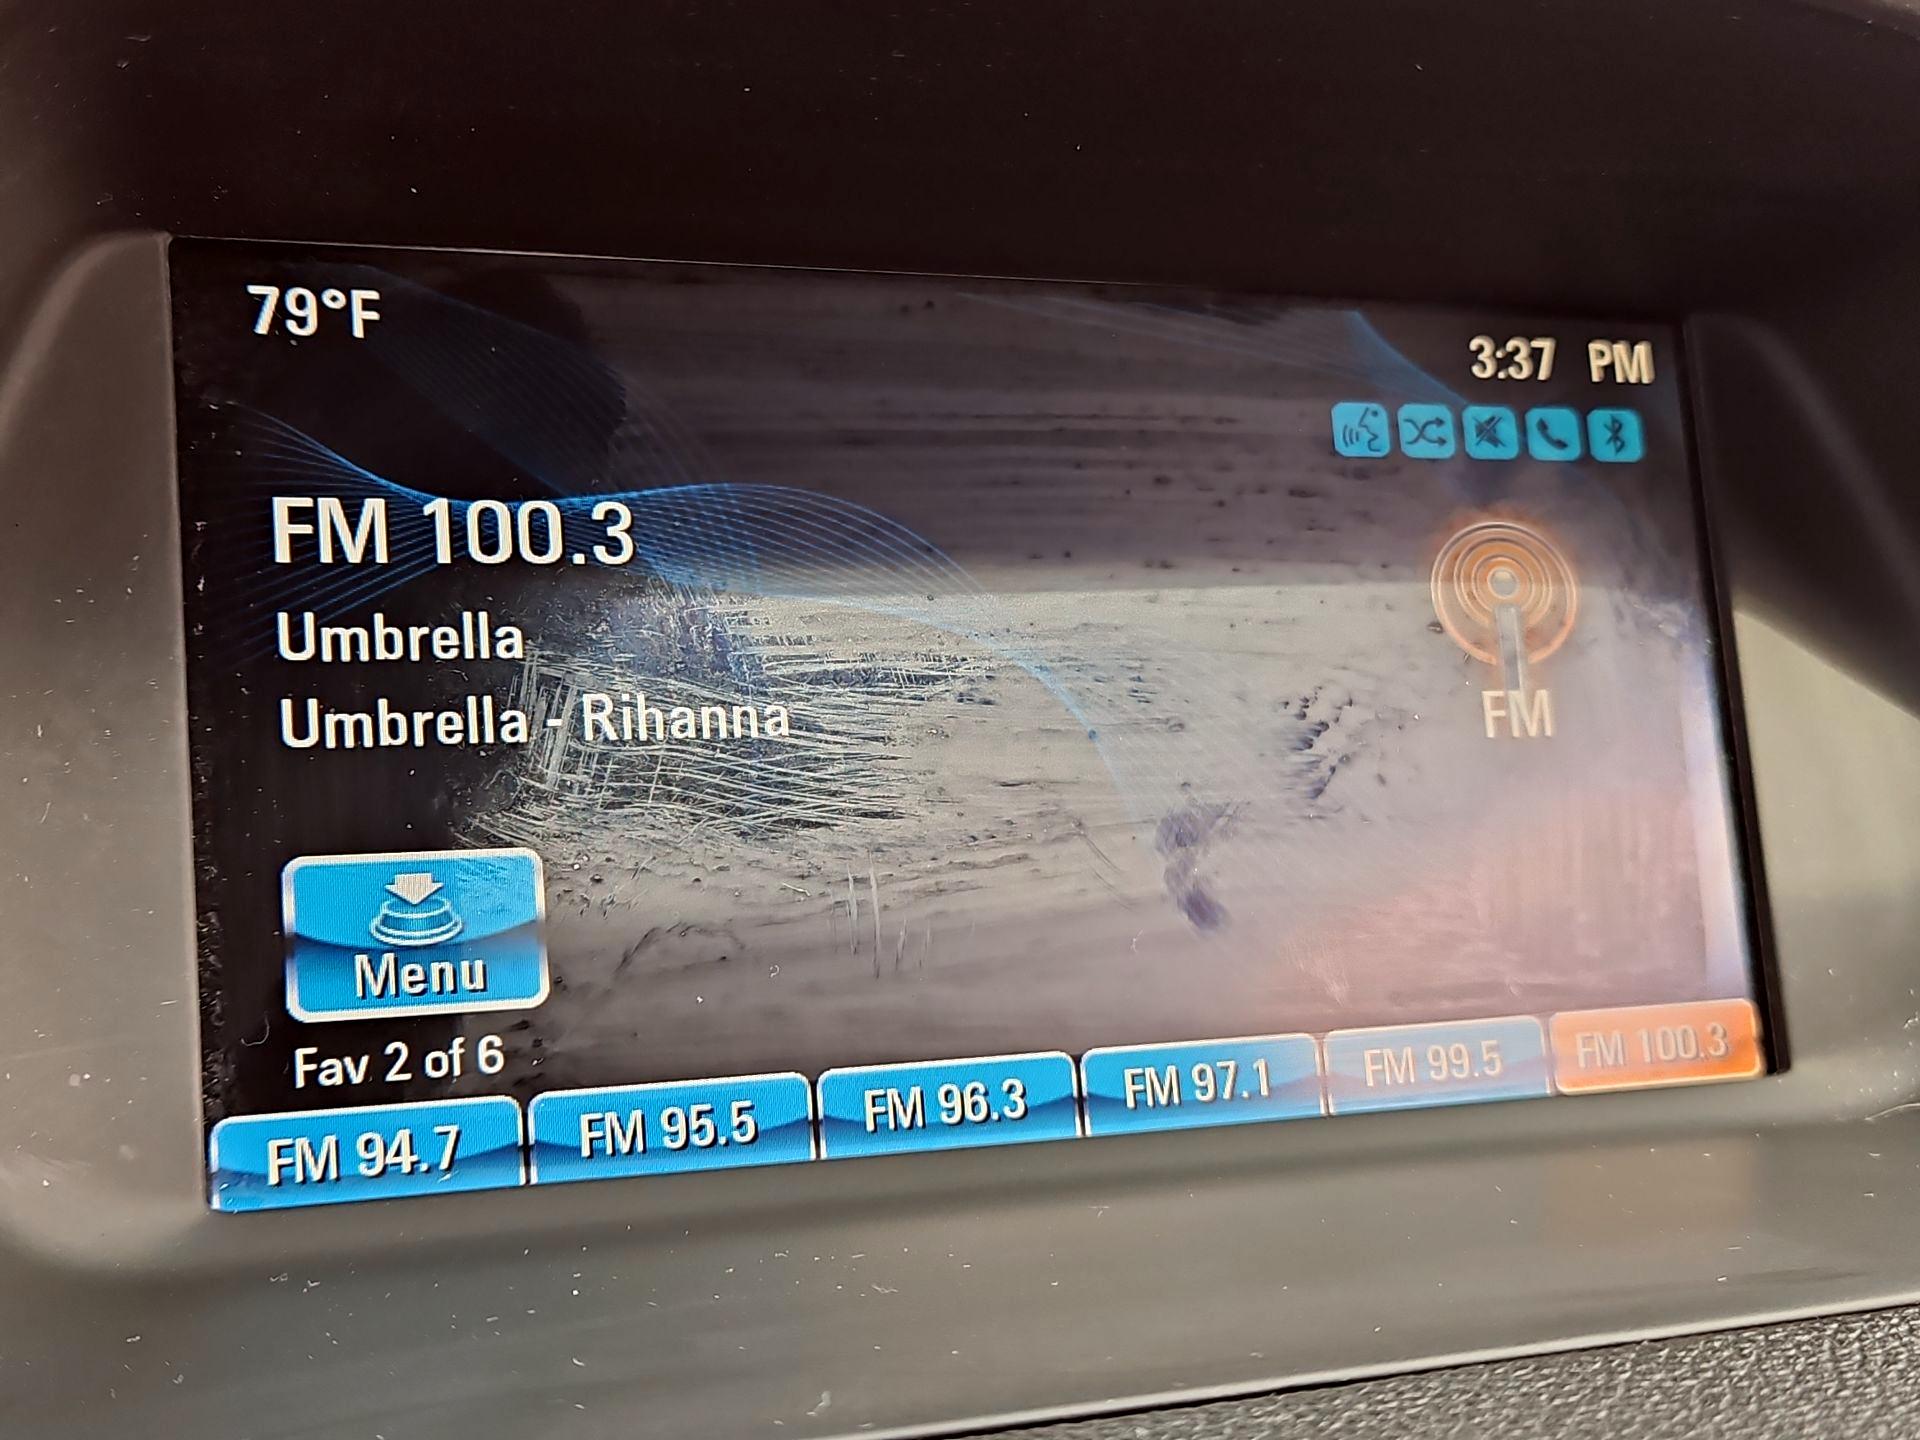 79°F
3:37 PM
FM 100.3
Umbrella
Umbrella - Rihanna
FM
Menu
Fav 2 of 6
FM 94.7
FM 95.5
FM 96.3
FM 97.1
FM 99.5
FM 100.3